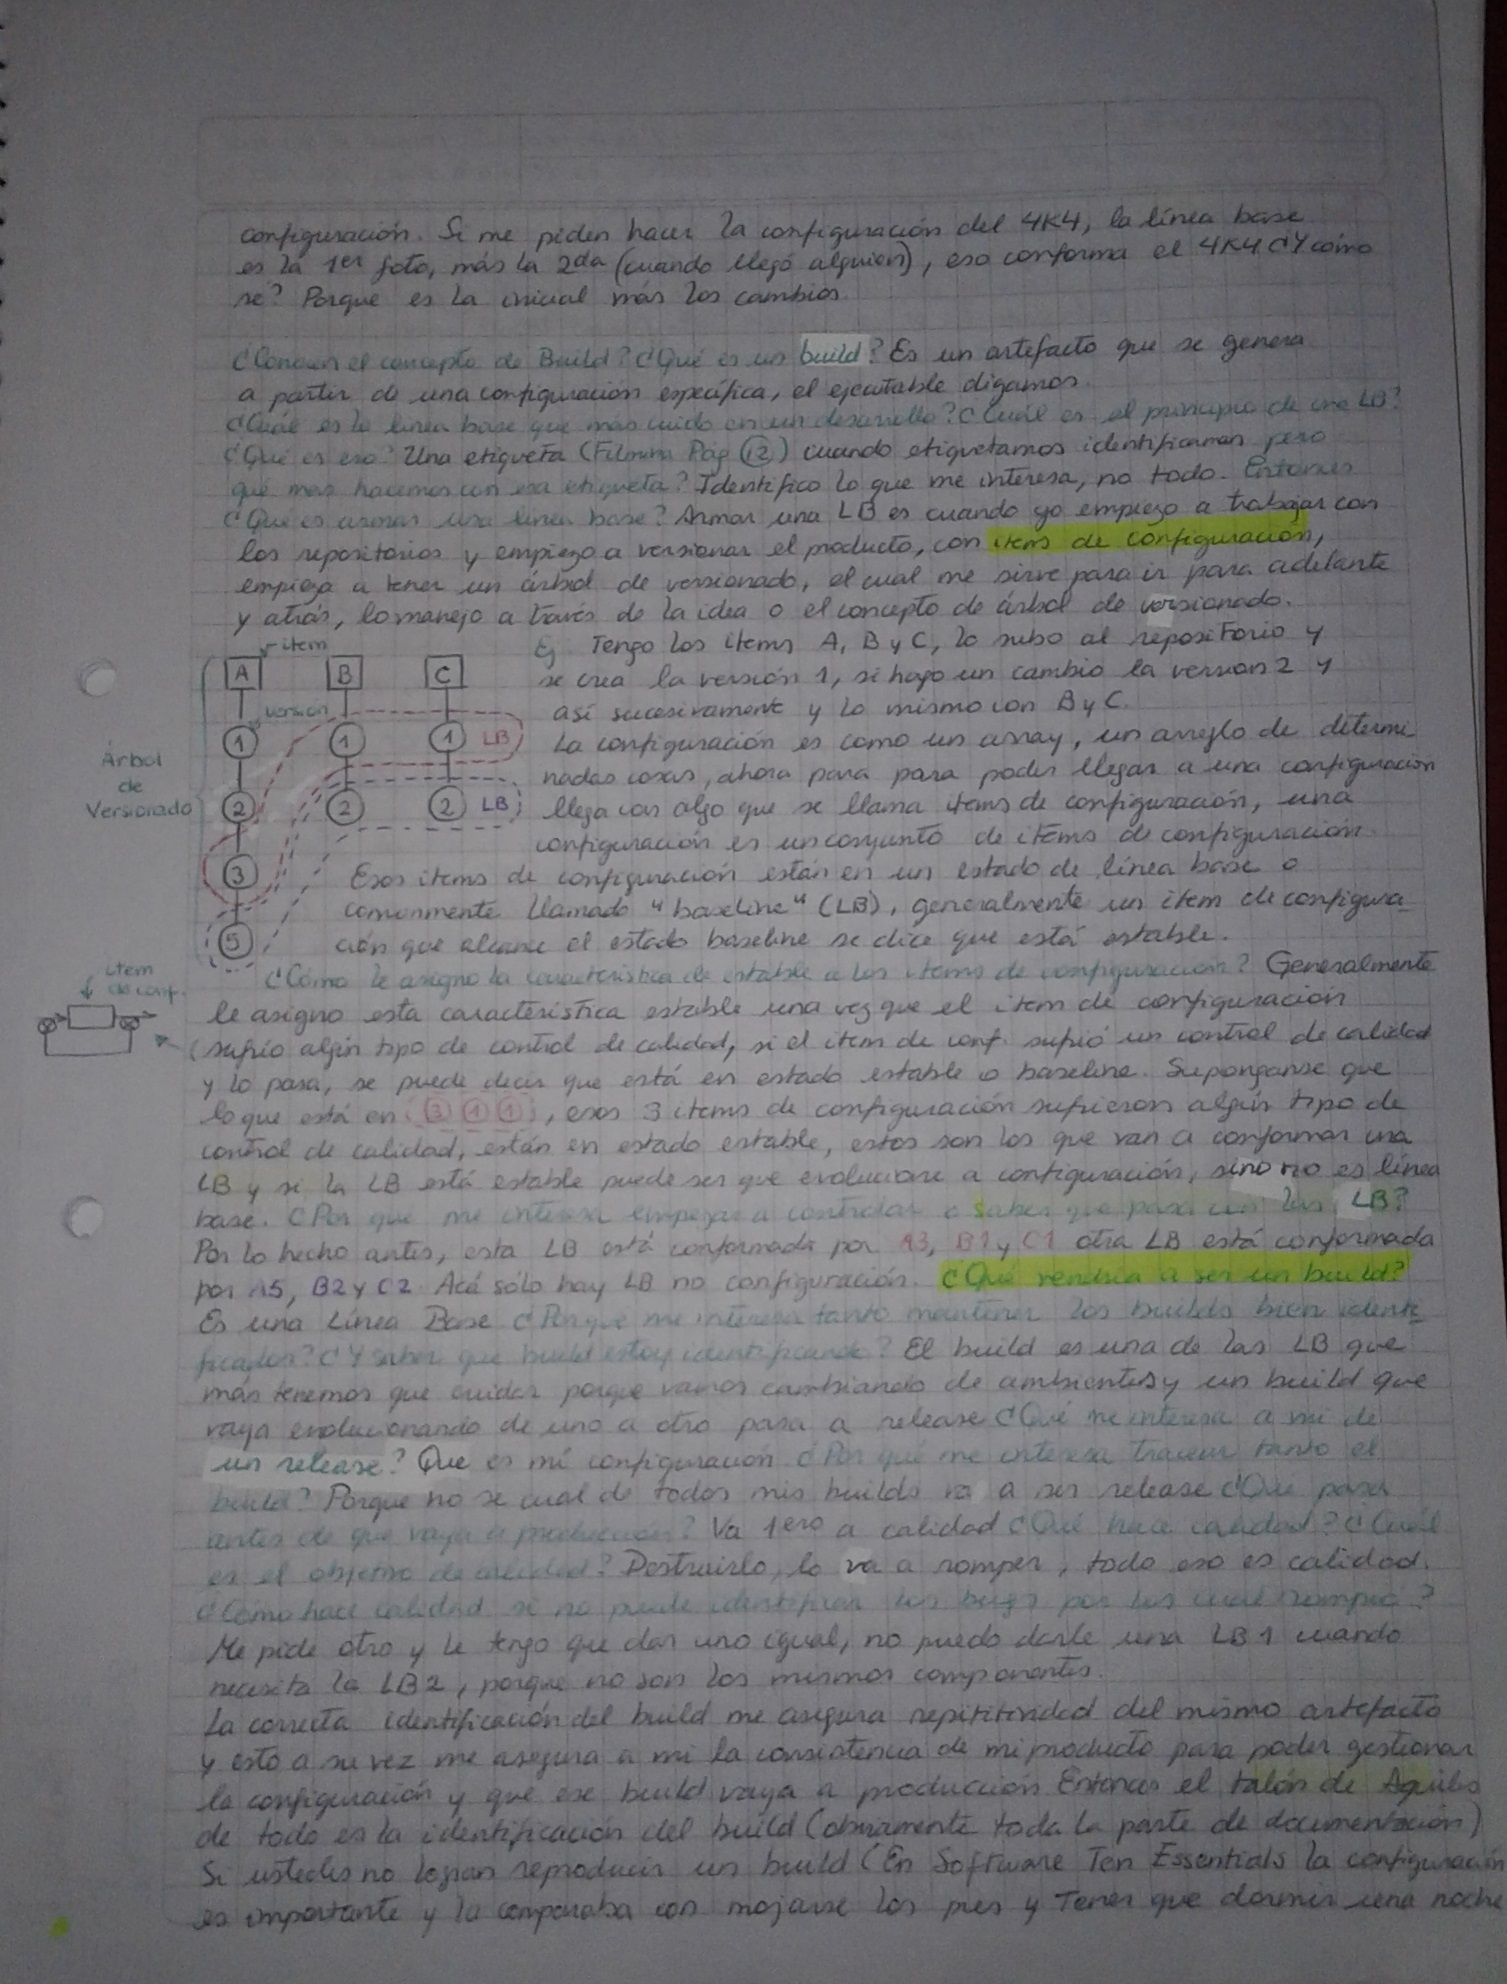 configuración. Si me piden hacer la configuración del 4K4, la línea base
es la 1er foto, más la 2da (cuando llegó alguien), eso conforma el 4K4 ¿Y cómo
se? Porque es la inicial más los cambios.
¿Conocen el concepto de Build? ¿Qué es un build? Es un artefacto que se genera
a partir de una configuración específica, el ejecutable digamos.
¿Cuál es la línea base que más cuido en un desarrollo? ¿Cuál es el principio de una LB?
¿Qué es eso? Una etiqueta (Filmina Pág 12) cuando etiquetamos identificamos pero
qué más hacemos con esa etiqueta? Identifico lo que me interesa, no todo. Entonces
¿Qué es armar una línea base? Armar una LB es cuando yo empiezo a trabajar con
los repositorios y empiezo a versionar el producto, con items de configuración,
empieza a tener un árbol de versionado, el cual me sirve para ir para adelante
y atrás, lo manejo a través de la idea o el concepto de árbol de versionado.
item
A B C
versión
1 1 1 LB
2 2 2 LB
3
5
Árbol
de
Versionado
Ej Tengo los items A, B y C, lo subo al repositorio y
se crea la versión 1, si hago un cambio la version 2 y
así sucesivamente y lo mismo con B y C.
La configuración es como un array, un arreglo de determi-
nadas cosas, ahora para para poder llegar a una configuración
llega con algo que se llama items de configuración, una
configuración es un conjunto de items de configuración.
Esos items de configuración están en un estado de línea base o
comunmente llamado "baseline" (LB), generalmente un item de configura-
ción que alcance el estado baseline se dice que está estable.
item
de conf.
¿Cómo le asigno la característica de estable a los items de configuración? Generalmente
le asigno esta característica estable una vez que el item de configuración
sufrió algún tipo de control de calidad, si el item de conf. sufrió un control de calidad
y lo pasa, se puede decir que está en estado estable o baseline. Supónganse que
lo que está en (3 1 1), esos 3 items de configuración sufrieron algún tipo de
control de calidad, están en estado estable, estos son los que van a conformar una
LB y si la LB está estable puede ser que evolucione a configuración, sino no es línea
base. ¿Por que me interesa empezar a controlar o saber que pasa con las LB?
Por lo hecho antes, esta LB está conformada por A3, B1 y C1 otra LB está conformada
por A5, B2 y C2 Acá sólo hay LB no configuración. ¿Qué vendría a ser un build?
Es una Línea Base ¿Porque me interesa tanto mantener los builds bien identi-
ficados? ¿Y saber que build estoy identificando? El build es una de las LB que
más tenemos que cuidar porque vamos cambiando de ambientes y un build que
vaya evolucionando de uno a otro pasa a release ¿Qué me interesa a mi de
un release? Que es mi configuración ¿Por qué me interesa tracear tanto el
build? Porque no se cual de todos mis builds va a ser release ¿Qué pasa
antes de que vaya a producción? Va 1ero a calidad ¿Qué hace calidad? ¿Cuál
es el objetivo de calidad? Destruirlo, lo va a romper, todo eso es calidad.
¿Cómo hace calidad si no puede identificar los bugs por los cual rompió?
Me pide otro y le tengo que dar uno igual, no puedo darle una LB1 cuando
necesita la LB2, porque no son los mismos componentes.
La correcta identificación del build me asegura repititividad del mismo artefacto
y esto a su vez me asegura a mi la consistencia de mi producto para poder gestionar
la configuración y que ese build vaya a producción Entonces el talón de Aquiles
de todo es la identificación del build (obviamente toda la parte de documentación)
Si ustedes no logran reproducir un build (En Software Ten Essentials la configuración
es importante y la comparaba con mojarse los pies y Tener que dormir una noche